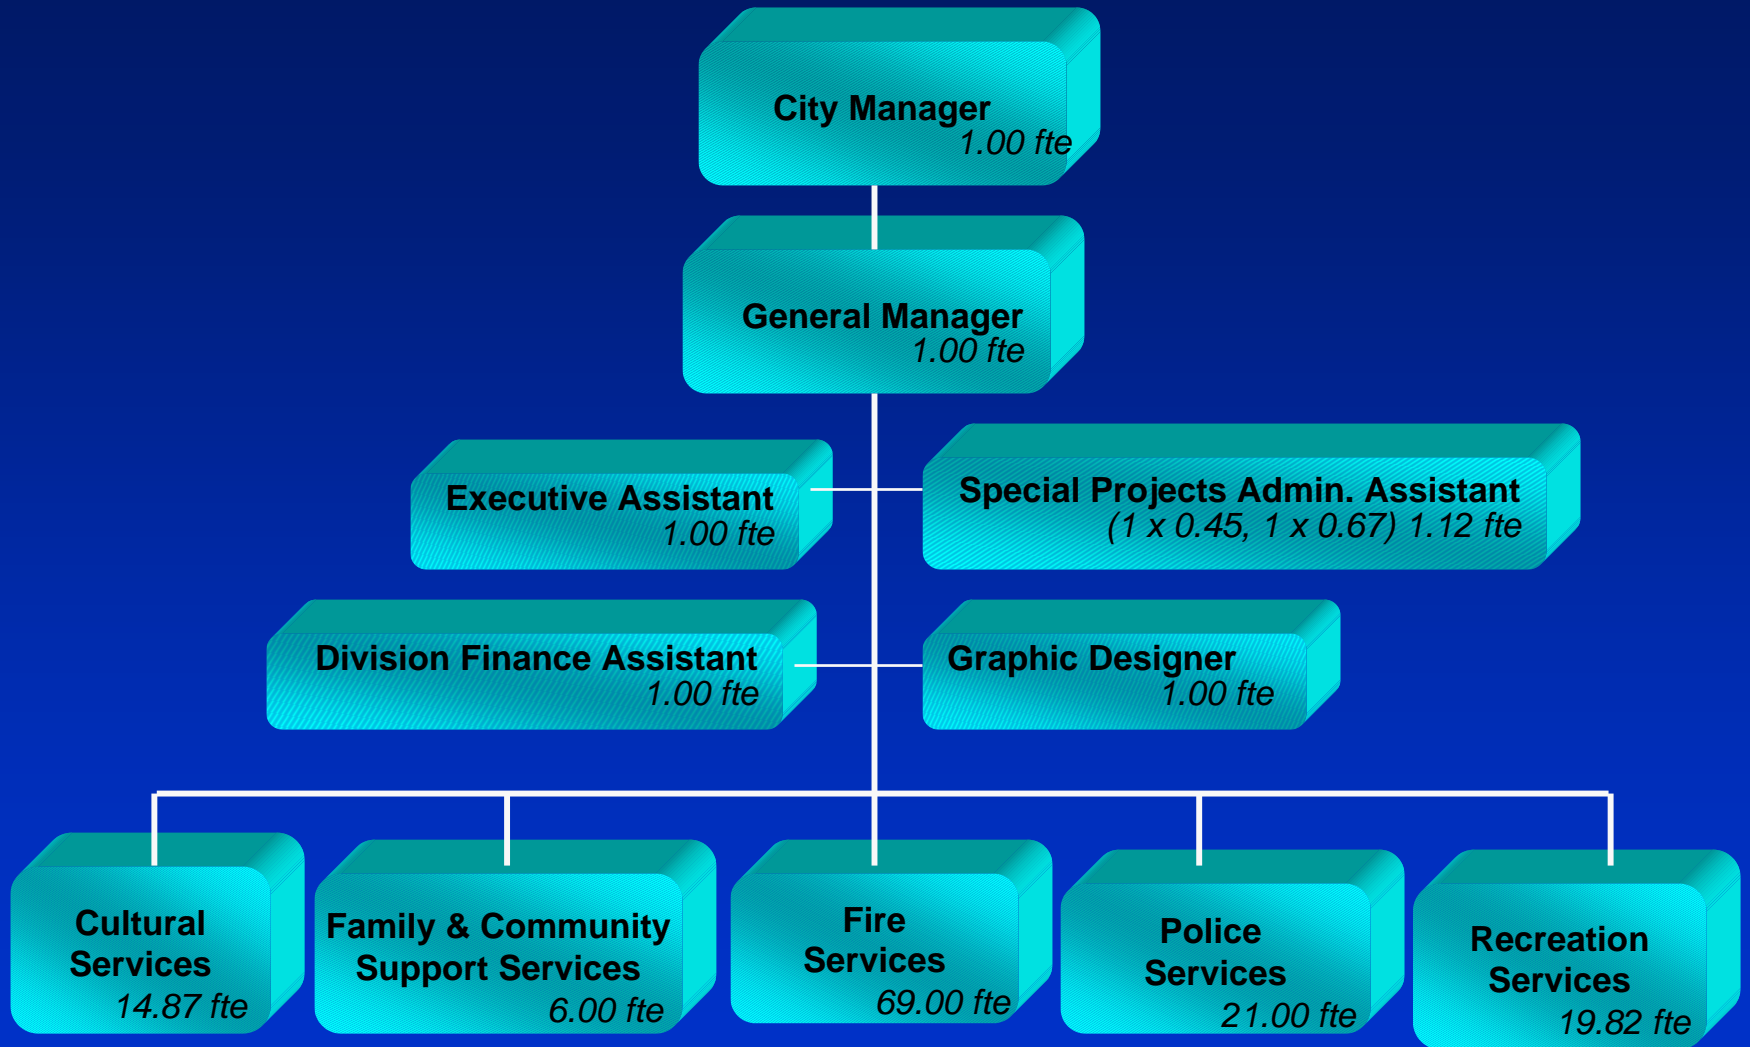 City Manager
1.00 fte
General Manager
1.00 fte
Executive Assistant
1.00 fte
Special Projects Admin. Assistant
(1 x 0.45, 1 x 0.67) 1.12 fte
Division Finance Assistant
1.00 fte
Graphic Designer
1.00 fte
Cultural
Services
14.87 fte
Family & Community
Support Services
6.00 fte
Fire
Services
69.00 fte
Police
Services
21.00 fte
Recreation
Services
19.82 fte